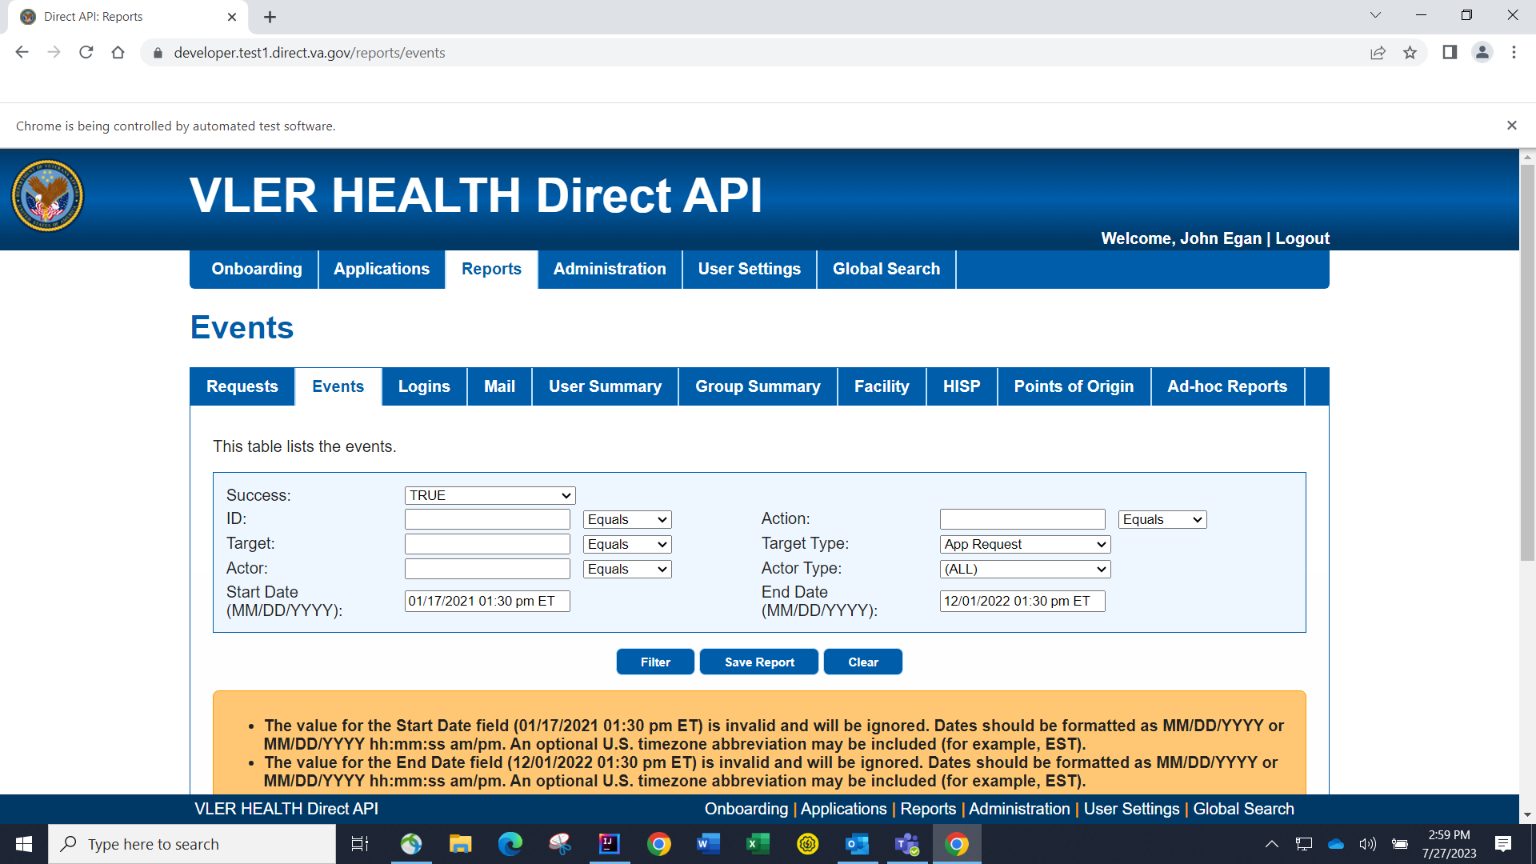 Direct API: Reports
developer.test1.direct.va.gov/reports/events
Chrome is being controlled by automated test software.
VLER HEALTH Direct API
Welcome, John Egan | Logout
Onboarding Applications Reports Administration User Settings Global Search
Events
Requests Events Logins Mail User Summary Group Summary Facility HISP Points of Origin Ad-hoc Reports
This table lists the events.
Success: TRUE
ID: Equals Action: Equals
Target: Equals Target Type: App Request
Actor: Equals Actor Type: (ALL)
Start Date (MM/DD/YYYY): 01/17/2021 01:30 pm ET End Date (MM/DD/YYYY): 12/01/2022 01:30 pm ET
Filter Save Report Clear
• The value for the Start Date field (01/17/2021 01:30 pm ET) is invalid and will be ignored. Dates should be formatted as MM/DD/YYYY or
MM/DD/YYYY hh:mm:ss am/pm. An optional U.S. timezone abbreviation may be included (for example, EST).
• The value for the End Date field (12/01/2022 01:30 pm ET) is invalid and will be ignored. Dates should be formatted as MM/DD/YYYY or
MM/DD/YYYY hh:mm:ss am/pm. An optional U.S. timezone abbreviation may be included (for example, EST).
VLER HEALTH Direct API Onboarding | Applications | Reports | Administration | User Settings | Global Search
Type here to search
2:59 PM
7/27/2023